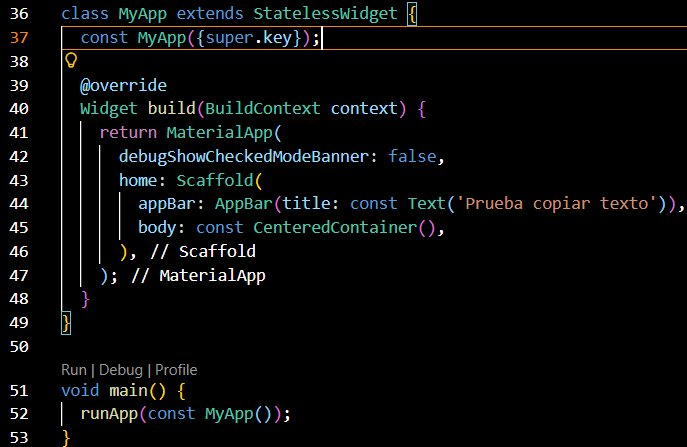 36 class MyApp extends StatelessWidget {
37   const MyApp({super.key});
38
39   @override
40   Widget build(BuildContext context) {
41     return MaterialApp(
42       debugShowCheckedModeBanner: false,
43       home: Scaffold(
44         appBar: AppBar(title: const Text('Prueba copiar texto')),
45         body: const CenteredContainer(),
46       ), // Scaffold
47     ); // MaterialApp
48   }
49 }
50
Run | Debug | Profile
51 void main() {
52   runApp(const MyApp());
53 }